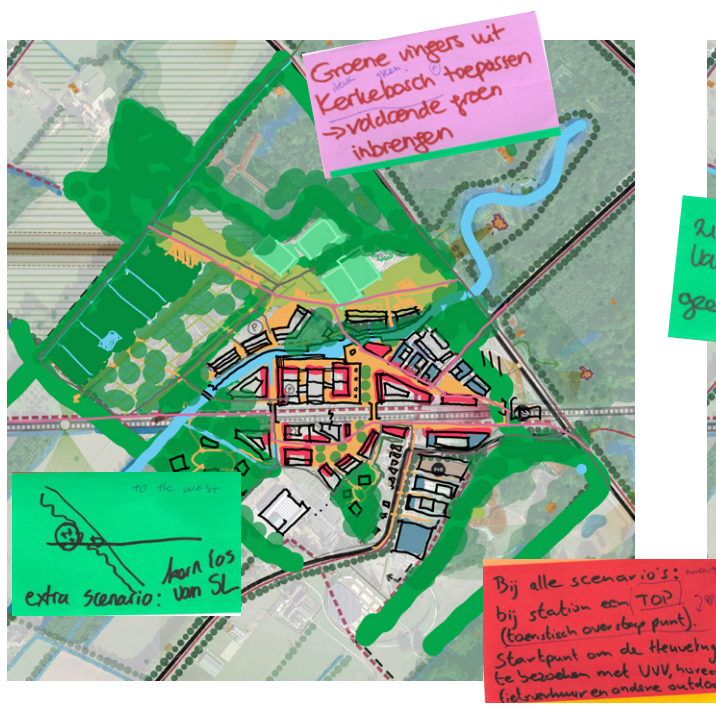 Groene vingers uit
Kerkebosch toepassen
→ voldoende groen
inbrengen
to the west
extra scenario: kern los
van SL
P
P
P+R
Bij alle scenario's:
bij station een TOP
(toeristisch overstap punt).
Startpunt om de Heuvelrug
te bezoeken met VVV, horeca
fietsverhuur en andere outdoor
gee